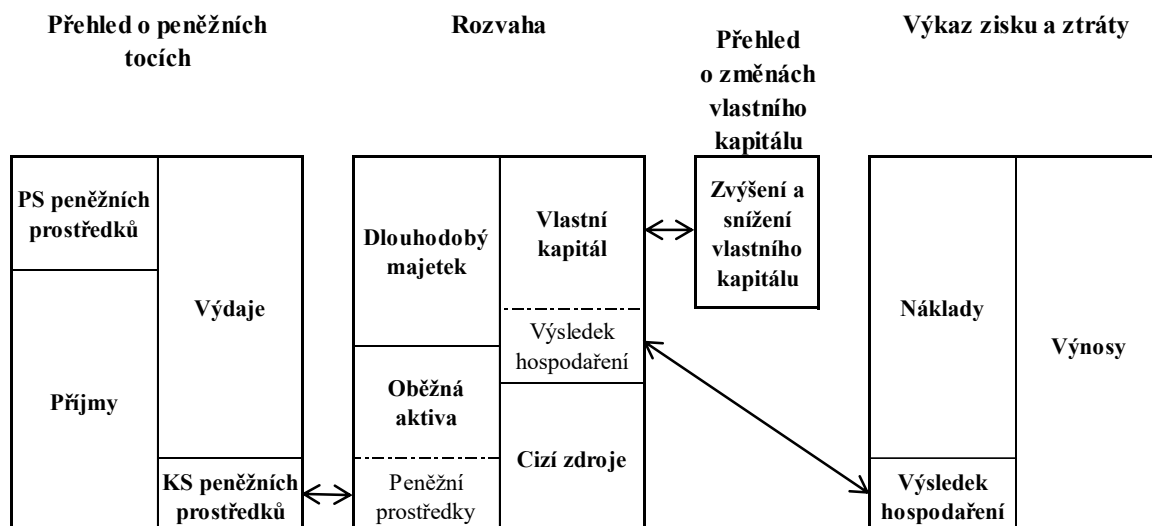 Přehled o peněžních
tocích
Rozvaha
Přehled
o změnách
vlastního
kapitálu
Výkaz zisku a ztráty
PS peněžních
prostředků
Výdaje
Příjmy
KS peněžních
prostředků
Dlouhodobý
majetek
Oběžná
aktiva
Peněžní
prostředky
Vlastní
kapitál
Výsledek
hospodaření
Cizí zdroje
Zvýšení a
snížení
vlastního
kapitálu
Náklady
Výsledek
hospodaření
Výnosy